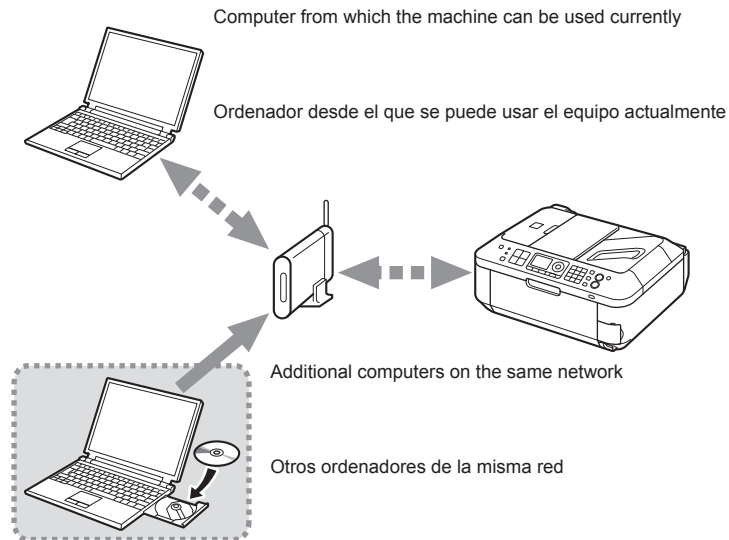 Computer from which the machine can be used currently
Ordenador desde el que se puede usar el equipo actualmente
Additional computers on the same network
Otros ordenadores de la misma red